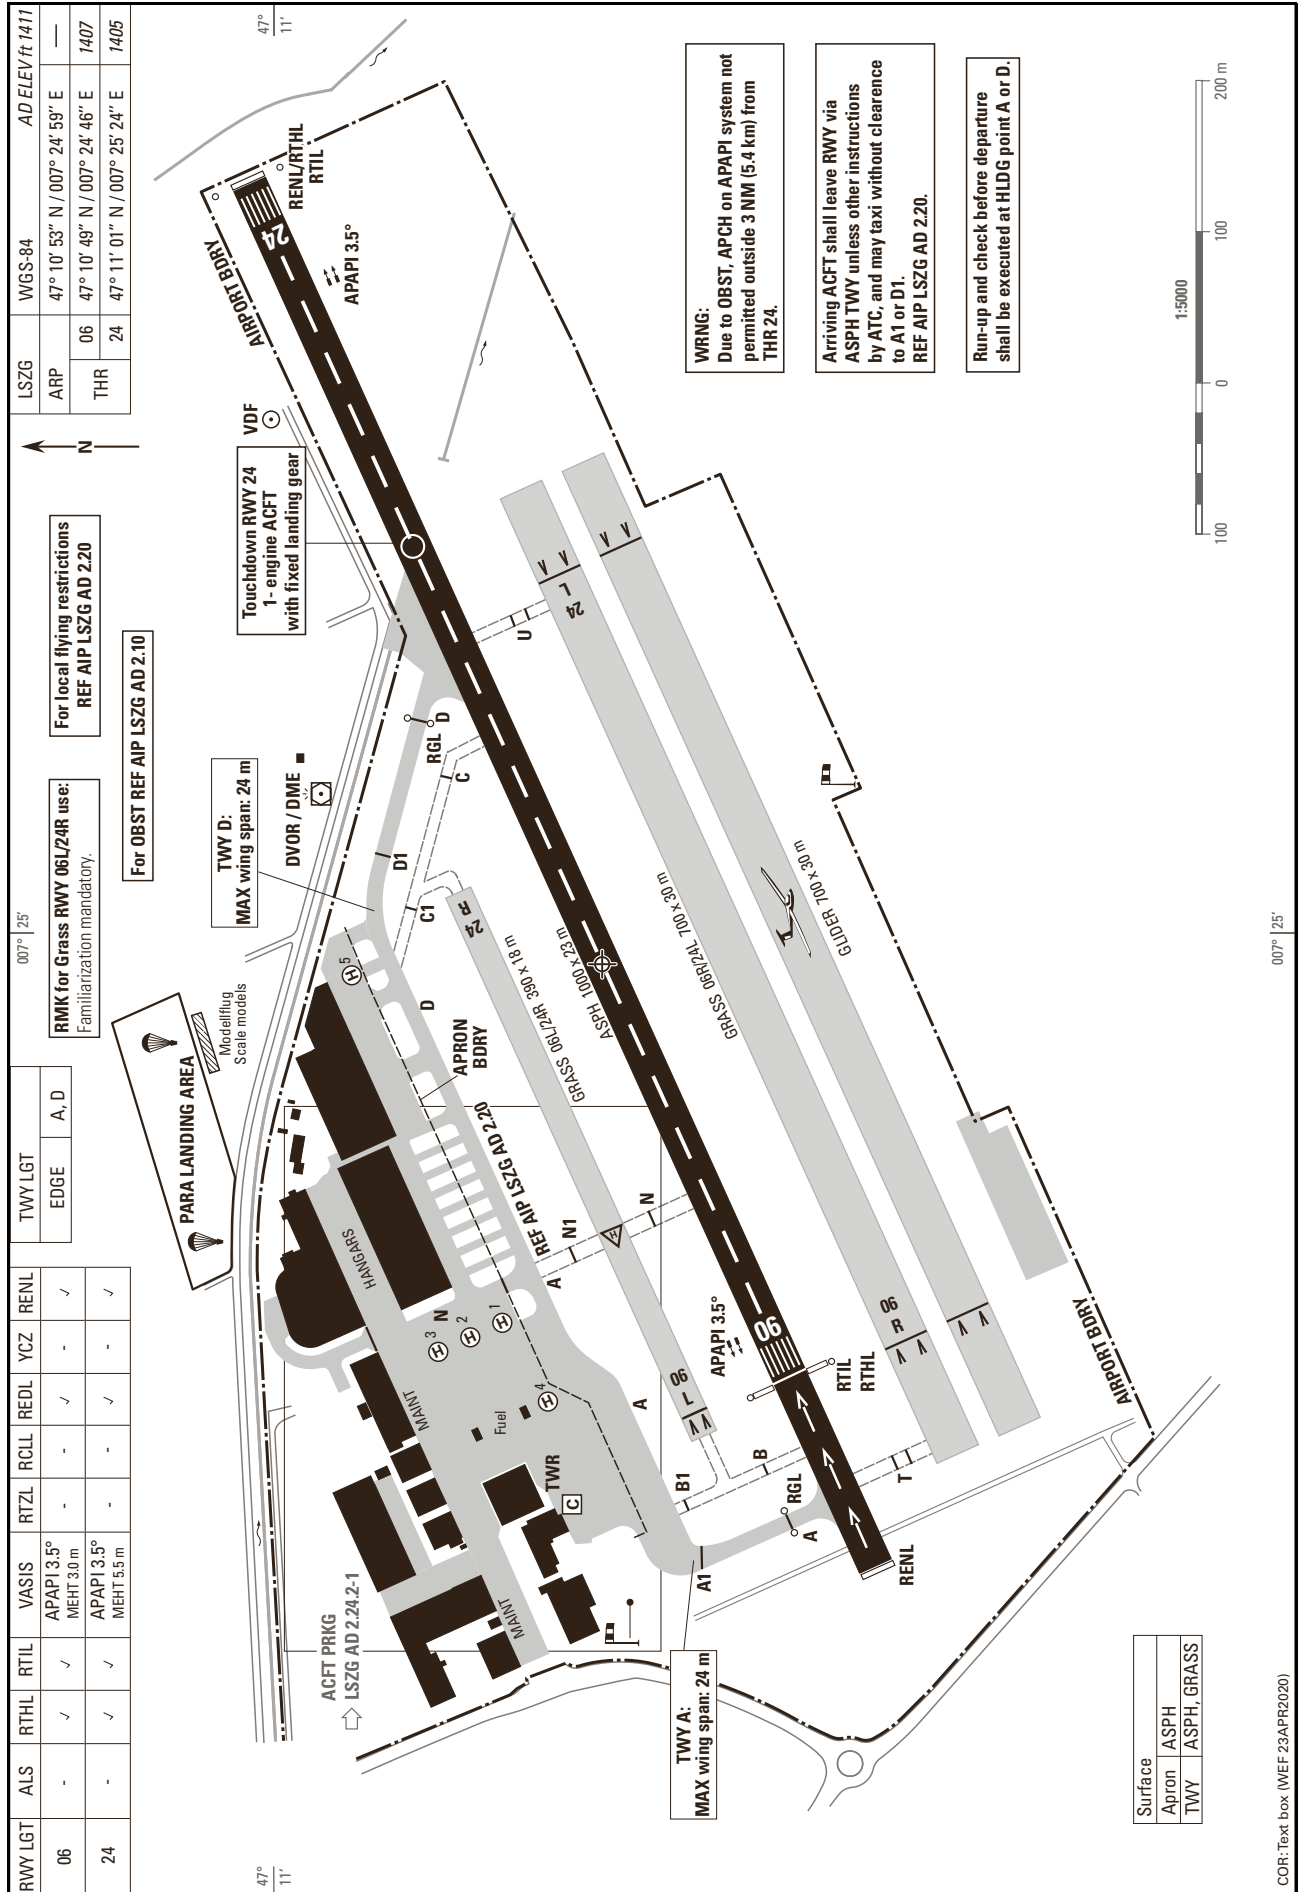 RWY LGT ALS RTHL RTIL VASIS RTZL RCLL REDL YCZ RENL
06 - ✓ ✓ APAPI 3.5° MEHT 3.0 m - - ✓ - ✓
24 - ✓ ✓ APAPI 3.5° MEHT 5.5 m - - ✓ - ✓
TWY LGT
EDGE A, D
007° 25'
RMK for Grass RWY 06L/24R use:
Familiarization mandatory.
For local flying restrictions
REF AIP LSZG AD 2.20
For OBST REF AIP LSZG AD 2.10
N
LSZG WGS-84 AD ELEV ft 1411
ARP 47° 10' 53" N / 007° 24' 59" E —
THR 06 47° 10' 49" N / 007° 24' 46" E 1407
24 47° 11' 01" N / 007° 25' 24" E 1405
47°
11'
47°
11'
PARA LANDING AREA
Modellflug
Scale models
TWY D:
MAX wing span: 24 m
DVOR / DME
Touchdown RWY 24
1- engine ACFT
with fixed landing gear
VDF
AIRPORT BDRY
24
RENL/RTHL
RTIL
APAPI 3.5°
ACFT PRKG
LSZG AD 2.24.2-1
MAINT
MAINT
HANGARS
Fuel
TWR
C
N
H 1
H 2
H 3
H 4
H 5
APRON
BDRY
REF AIP LSZG AD 2.20
D
D1
D
RGL
C
C1
U
24 R
GRASS 06L/24R 390 x 18 m
ASPH 1000 x 23 m
GRASS 06R/24L 700 x 30 m
GLIDER 700 x 30 m
24
L
A
A
N1
H
N
APAPI 3.5°
06
L
06
RTIL
RTHL
06
R
B1
B
RGL
A
A1
T
RENL
TWY A:
MAX wing span: 24 m
AIRPORT BDRY
WRNG:
Due to OBST, APCH on APAPI system not
permitted outside 3 NM (5.4 km) from
THR 24.
Arriving ACFT shall leave RWY via
ASPH TWY unless other instructions
by ATC, and may taxi without clearence
to A1 or D1.
REF AIP LSZG AD 2.20.
Run-up and check before departure
shall be executed at HLDG point A or D.
1:5000
100 0 100 200 m
Surface
Apron ASPH
TWY ASPH, GRASS
007° 25'
COR: Text box (WEF 23APR2020)